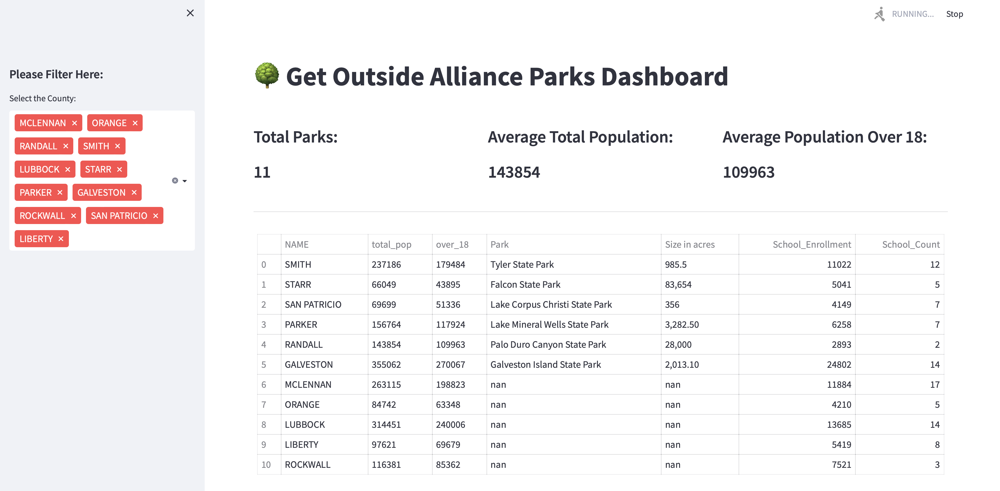 RUNNING... Stop
Please Filter Here:
Select the County:
MCLENNAN ORANGE
RANDALL SMITH
LUBBOCK STARR
PARKER GALVESTON
ROCKWALL SAN PATRICIO
LIBERTY
Get Outside Alliance Parks Dashboard
Total Parks: Average Total Population: Average Population Over 18:
11 143854 109963
NAME total_pop over_18 Park Size in acres School_Enrollment School_Count
0 SMITH 237186 179484 Tyler State Park 985.5 11022 12
1 STARR 66049 43895 Falcon State Park 83,654 5041 5
2 SAN PATRICIO 69699 51336 Lake Corpus Christi State Park 356 4149 7
3 PARKER 156764 117924 Lake Mineral Wells State Park 3,282.50 6258 7
4 RANDALL 143854 109963 Palo Duro Canyon State Park 28,000 2893 2
5 GALVESTON 355062 270067 Galveston Island State Park 2,013.10 24802 14
6 MCLENNAN 263115 198823 nan nan 11884 17
7 ORANGE 84742 63348 nan nan 4210 5
8 LUBBOCK 314451 240006 nan nan 13685 14
9 LIBERTY 97621 69679 nan nan 5419 8
10 ROCKWALL 116381 85362 nan nan 7521 3